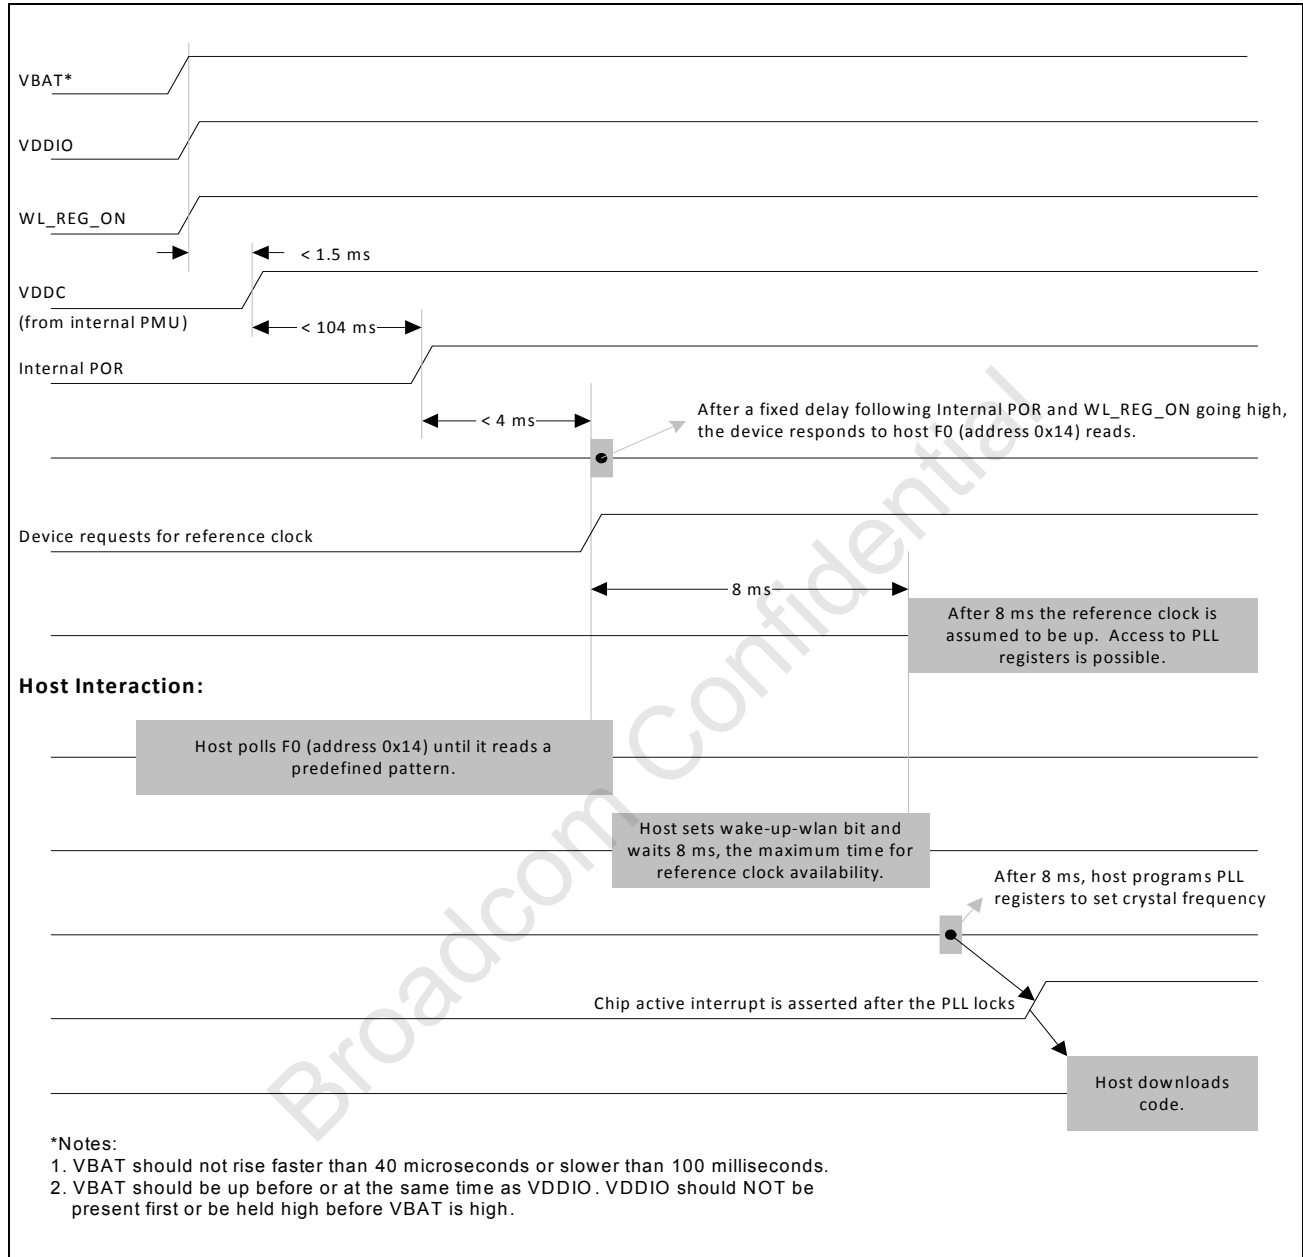 VBAT*
VDDIO
WL_REG_ON
< 1.5 ms
VDDC
(from internal PMU)
< 104 ms
Internal POR
After a fixed delay following Internal POR and WL_REG_ON going high,
the device responds to host F0 (address 0x14) reads.
< 4 ms
Device requests for reference clock
8 ms
After 8 ms the reference clock is
assumed to be up. Access to PLL
registers is possible.
Host Interaction:
Host polls F0 (address 0x14) until it reads a
predefined pattern.
Host sets wake-up-wlan bit and
waits 8 ms, the maximum time for
reference clock availability.
After 8 ms, host programs PLL
registers to set crystal frequency
Chip active interrupt is asserted after the PLL locks
Host downloads
code.
*Notes:
1. VBAT should not rise faster than 40 microseconds or slower than 100 milliseconds.
2. VBAT should be up before or at the same time as VDDIO. VDDIO should NOT be
present first or be held high before VBAT is high.
Broadcom Confidential